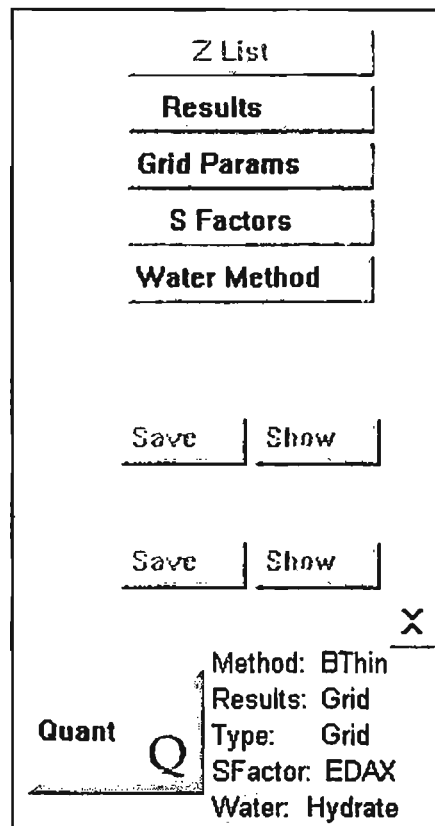 Z List
Results
Grid Params
S Factors
Water Method
Save Show
Save Show
Method: BThin
Results: Grid
Quant Q Type: Grid
SFactor: EDAX
Water: Hydrate